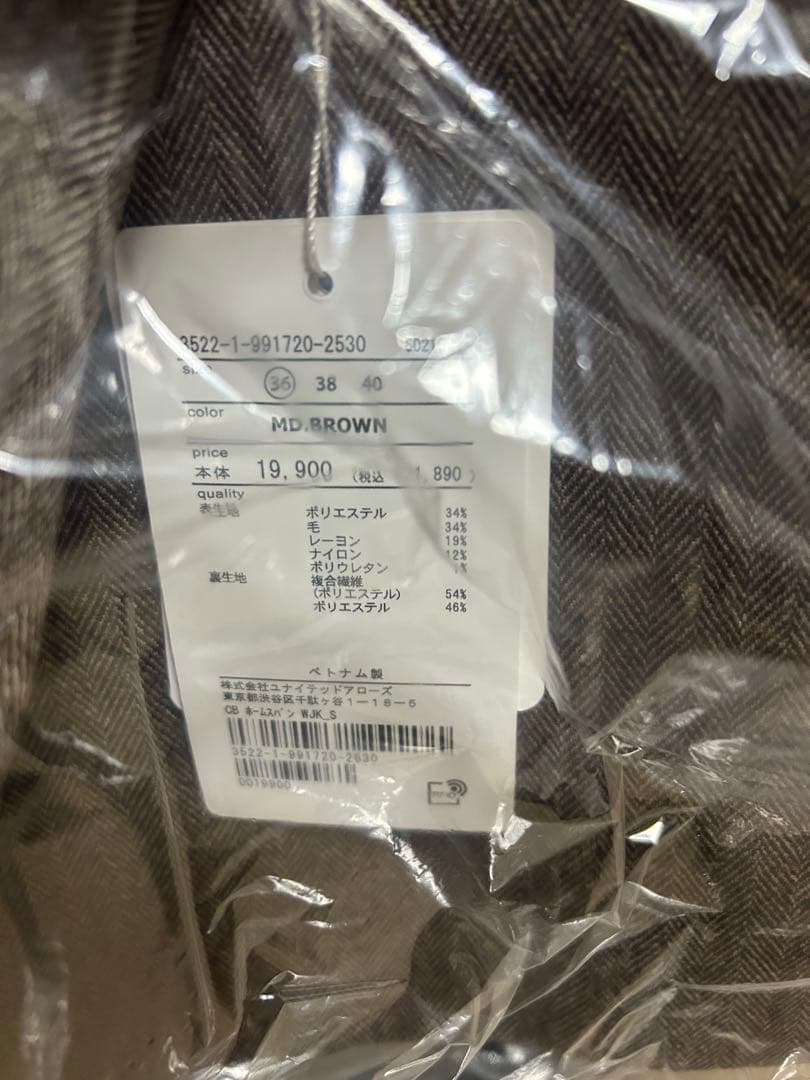 3522-1-991720-2530
size
36 38 40
color
MD.BROWN
price
本体 19,900 (税込 1,890)
quality
表生地 ポリエステル 34%
毛 34%
レーヨン 19%
ナイロン 12%
ポリウレタン
裏生地 複合繊維
(ポリエステル) 54%
ポリエステル 46%
ベトナム製
株式会社ユナイテッドアローズ
東京都渋谷区千駄ヶ谷1-18-5
CB ホームスパン WJK_S
3522-1-991720-2530
0019900